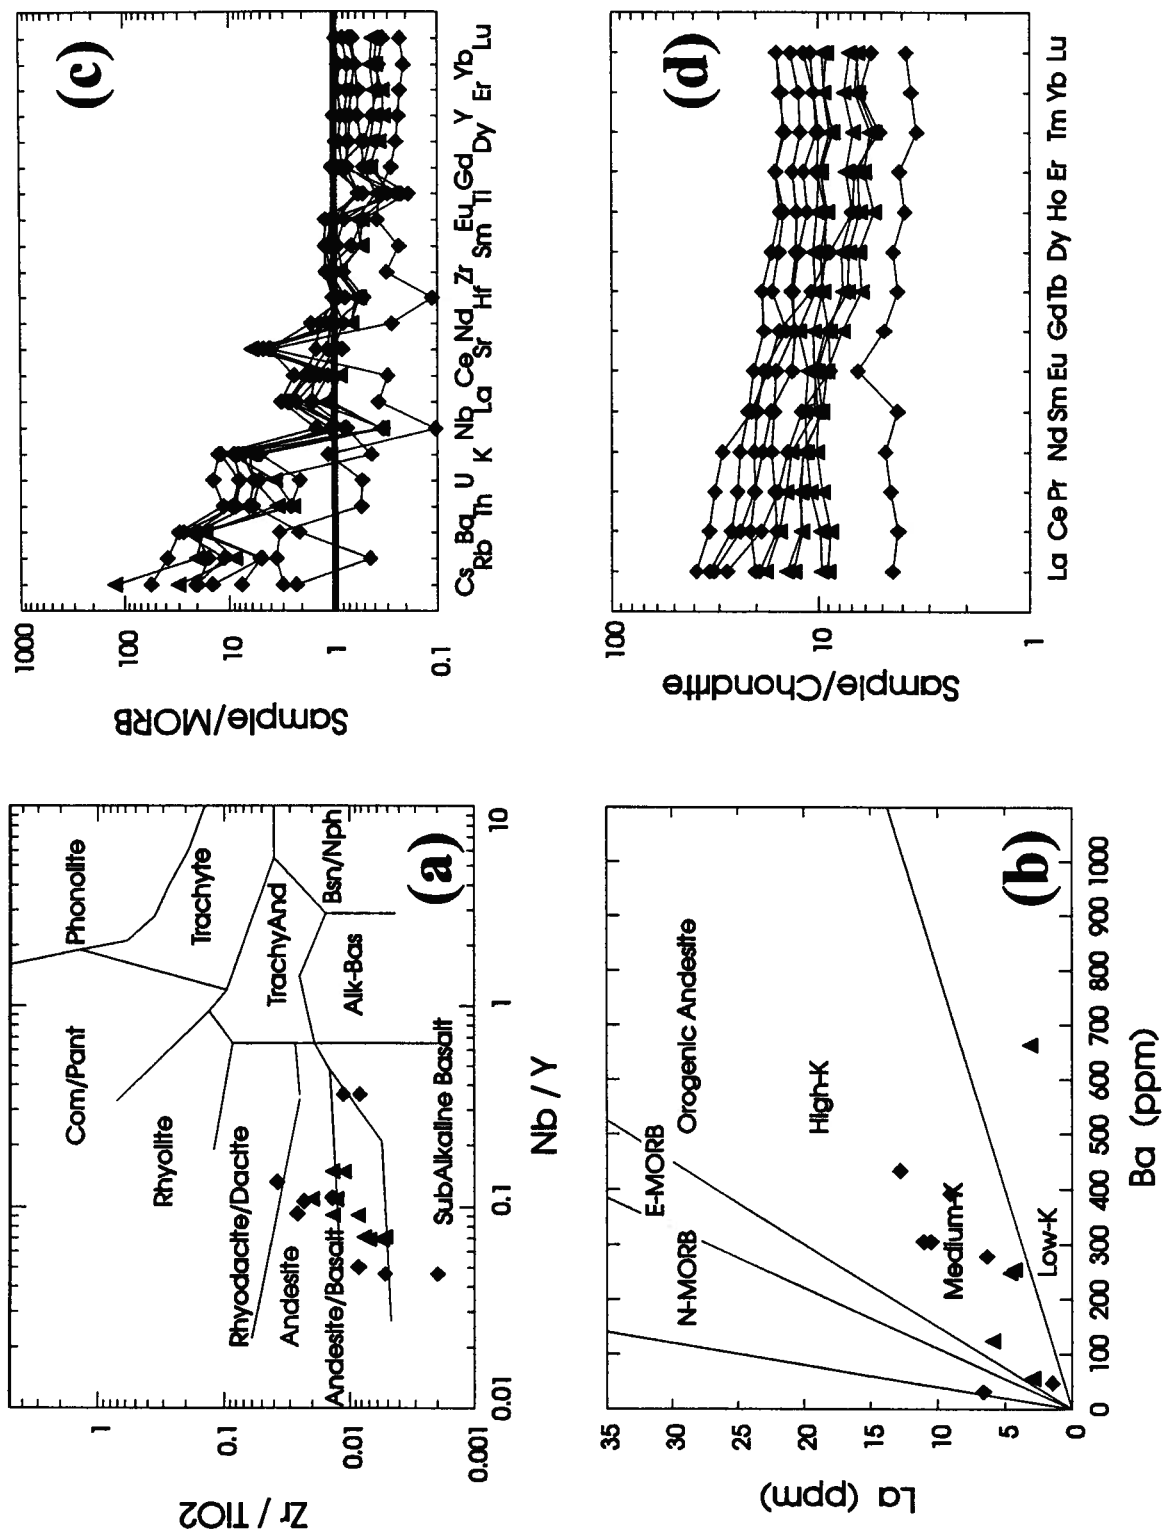 (a)
Zr / TiO2
1
0.1
0.01
0.001
Com/Pant
Phonolite
Rhyolite
Trachyte
Rhyodacite/Dacite
TrachyAnd
Andesite
Bsn/Nph
Andesite/Basalt
Alk-Bas
SubAlkaline Basalt
0.01
0.1
1
10
Nb / Y
(b)
La (ppm)
35
30
25
20
15
10
5
0
N-MORB
E-MORB
Orogenic Andesite
High-K
Medium-K
Low-K
0 100 200 300 400 500 600 700 800 900 1000
Ba (ppm)
(c)
Sample/MORB
1000
100
10
1
0.1
Cs Rb Ba Th U K Nb La Ce Sr Nd Hf Zr Sm Eu Ti Gd Dy Y Er Yb Lu
(d)
Sample/Chondrite
100
10
1
La Ce Pr Nd Sm Eu Gd Tb Dy Ho Er Tm Yb Lu